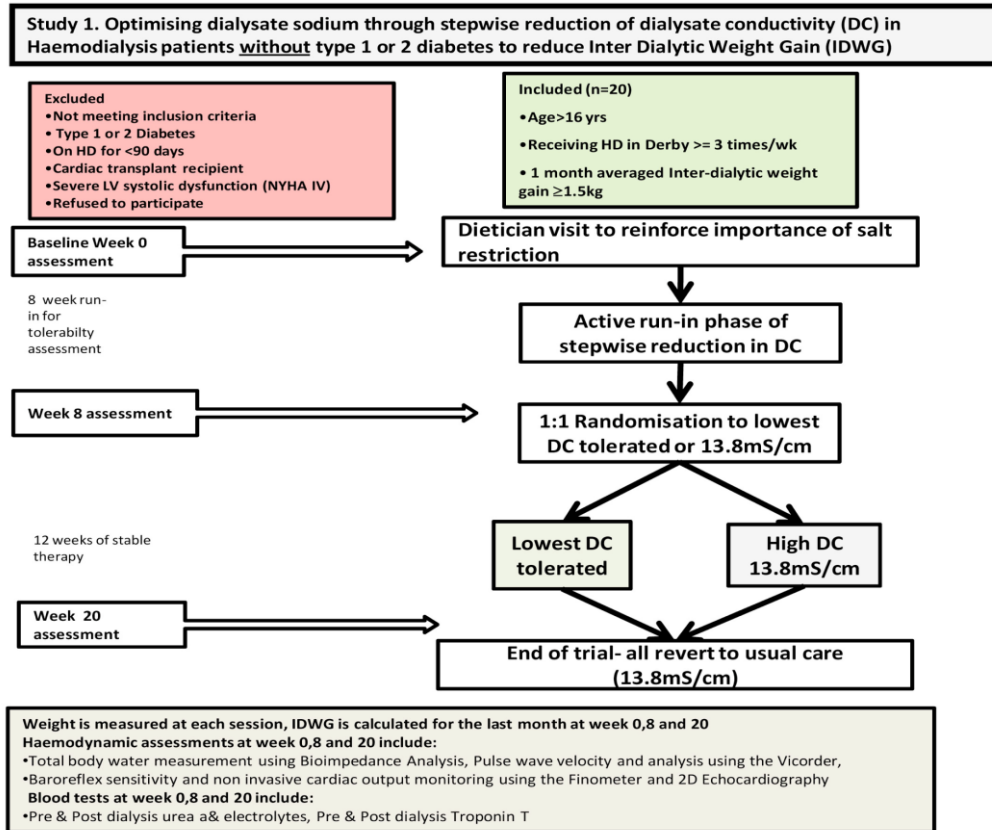 Study 1. Optimising dialysate sodium through stepwise reduction of dialysate conductivity (DC) in
Haemodialysis patients without type 1 or 2 diabetes to reduce Inter Dialytic Weight Gain (IDWG)
Excluded
•Not meeting inclusion criteria
• Type 1 or 2 Diabetes
•On HD for <90 days
•Cardiac transplant recipient
•Severe LV systolic dysfunction (NYHA IV)
•Refused to participate
Included (n=20)
•Age>16 yrs
•Receiving HD in Derby >= 3 times/wk
• 1 month averaged Inter-dialytic weight
gain ≥1.5kg
Baseline Week 0
assessment
Dietician visit to reinforce importance of salt
restriction
8 week run-
in for
tolerabilty
assessment
Active run-in phase of
stepwise reduction in DC
Week 8 assessment
1:1 Randomisation to lowest
DC tolerated or 13.8mS/cm
12 weeks of stable
therapy
Lowest DC
tolerated
High DC
13.8mS/cm
Week 20
assessment
End of trial- all revert to usual care
(13.8mS/cm)
Weight is measured at each session, IDWG is calculated for the last month at week 0,8 and 20
Haemodynamic assessments at week 0,8 and 20 include:
•Total body water measurement using Bioimpedance Analysis, Pulse wave velocity and analysis using the Vicorder,
•Baroreflex sensitivity and non invasive cardiac output monitoring using the Finometer and 2D Echocardiography
Blood tests at week 0,8 and 20 include:
•Pre & Post dialysis urea a& electrolytes, Pre & Post dialysis Troponin T